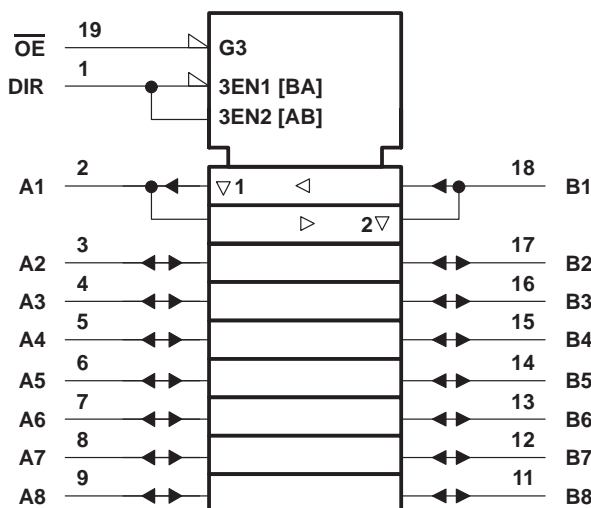 19
O̅E̅ G3
1
DIR 3EN1 [BA]
3EN2 [AB]
2 18
A1 ▽1 ◁ B1
▷ 2▽
3 17
A2 B2
4 16
A3 B3
5 15
A4 B4
6 14
A5 B5
7 13
A6 B6
8 12
A7 B7
9 11
A8 B8